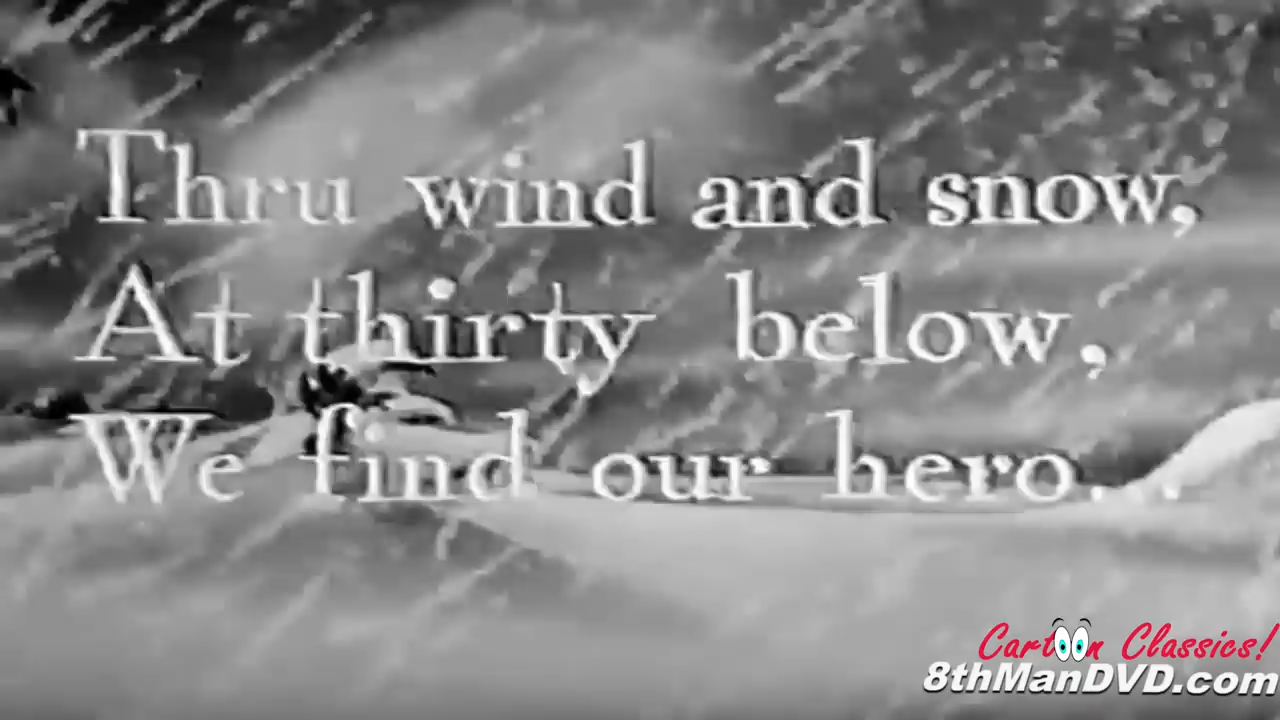 Thru wind and snow,
At thirty below,
We find our hero...
Cartoon Classics!
8thManDVD.com